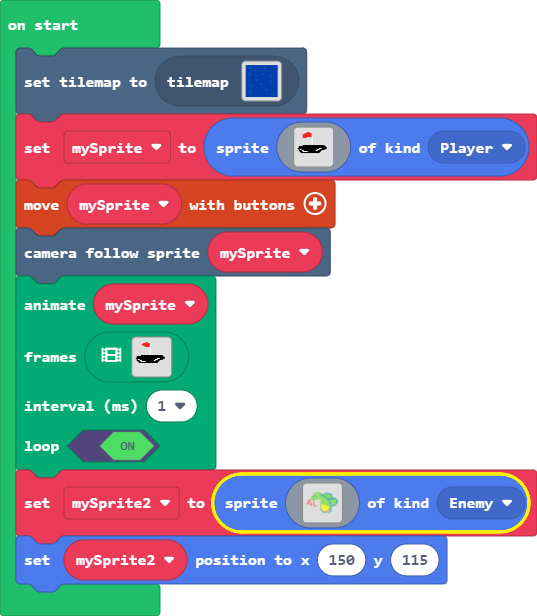 on start
set tilemap to tilemap
set mySprite to sprite of kind Player
move mySprite with buttons
camera follow sprite mySprite
animate mySprite
frames
interval (ms) 1
loop ON
set mySprite2 to sprite of kind Enemy
set mySprite2 position to x 150 y 115